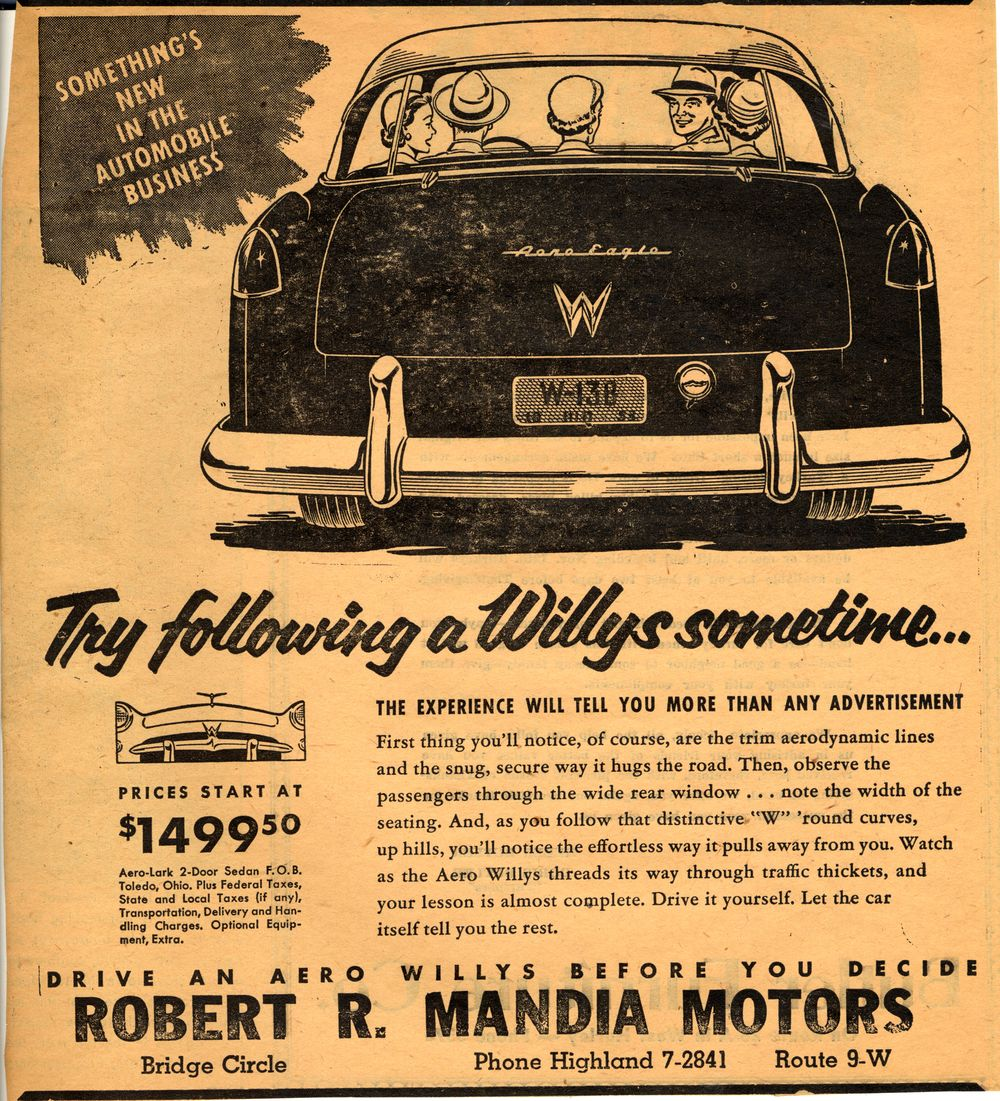 SOMETHING'S
NEW
IN THE
AUTOMOBILE
BUSINESS
Aero Eagle
W
W-138
Try following a Willys sometime...
THE EXPERIENCE WILL TELL YOU MORE THAN ANY ADVERTISEMENT
First thing you'll notice, of course, are the trim aerodynamic lines
and the snug, secure way it hugs the road. Then, observe the
passengers through the wide rear window . . . note the width of the
seating. And, as you follow that distinctive "W" 'round curves,
up hills, you'll notice the effortless way it pulls away from you. Watch
as the Aero Willys threads its way through traffic thickets, and
your lesson is almost complete. Drive it yourself. Let the car
itself tell you the rest.
W
PRICES START AT
$1499 50
Aero-Lark 2-Door Sedan F.O.B.
Toledo, Ohio. Plus Federal Taxes,
State and Local Taxes (if any),
Transportation, Delivery and Han-
dling Charges. Optional Equip-
ment, Extra.
DRIVE AN AERO WILLYS BEFORE YOU DECIDE
ROBERT R. MANDIA MOTORS
Bridge Circle Phone Highland 7-2841 Route 9-W